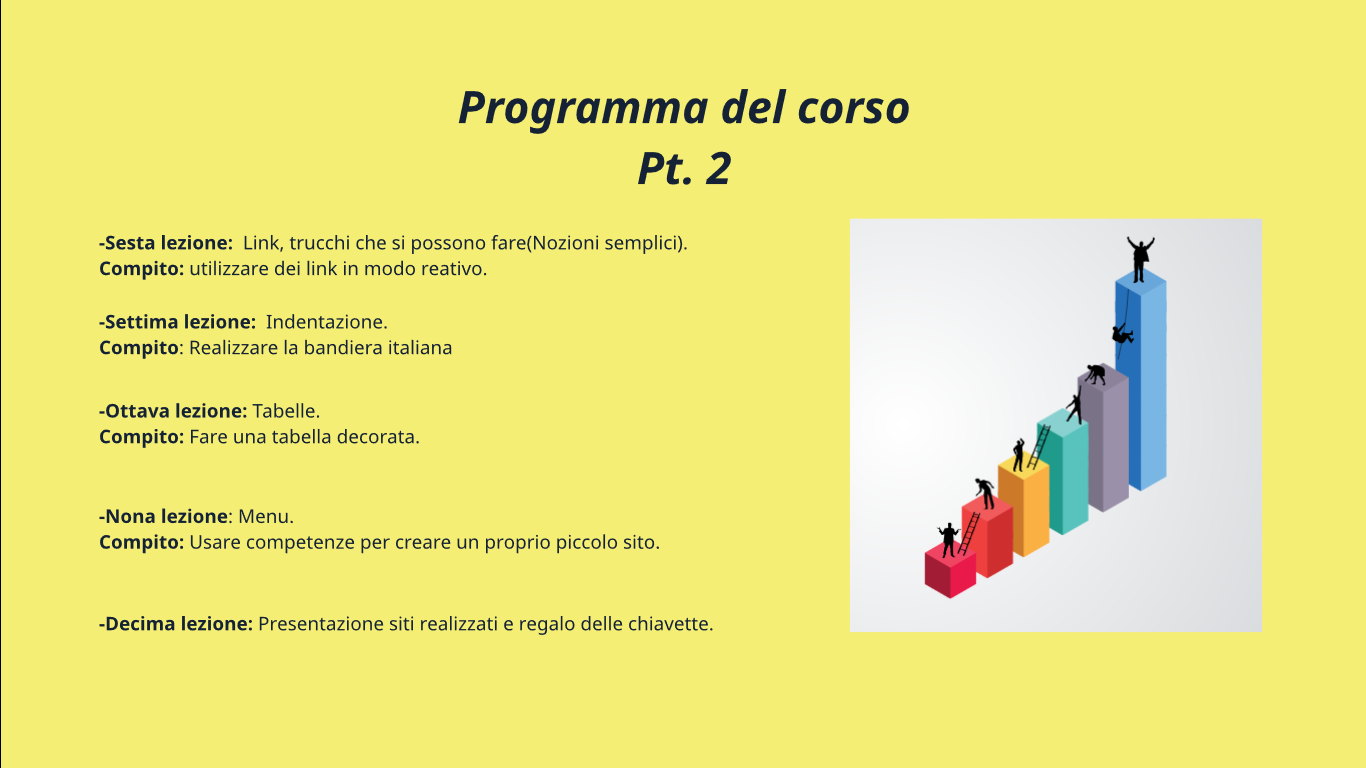 Programma del corso
Pt. 2
-Sesta lezione:  Link, trucchi che si possono fare(Nozioni semplici).
Compito: utilizzare dei link in modo reativo.
-Settima lezione:  Indentazione.
Compito: Realizzare la bandiera italiana
-Ottava lezione: Tabelle.
Compito: Fare una tabella decorata.
-Nona lezione: Menu.
Compito: Usare competenze per creare un proprio piccolo sito.
-Decima lezione: Presentazione siti realizzati e regalo delle chiavette.